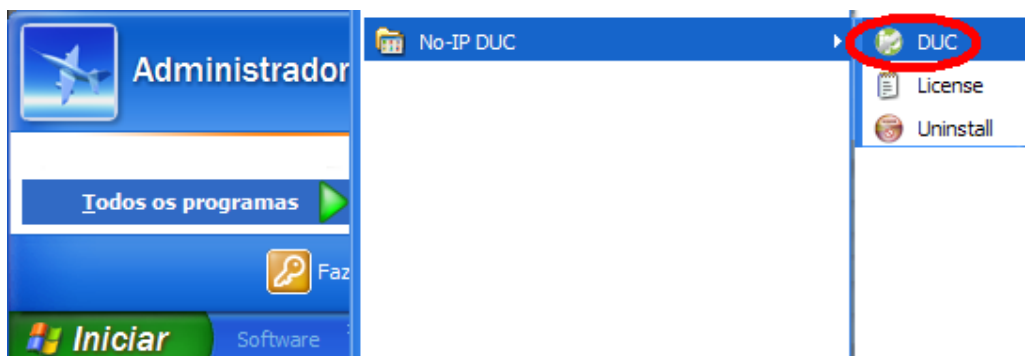 Administrador
Todos os programas
Faz
Iniciar
Software
No-IP DUC
DUC
License
Uninstall